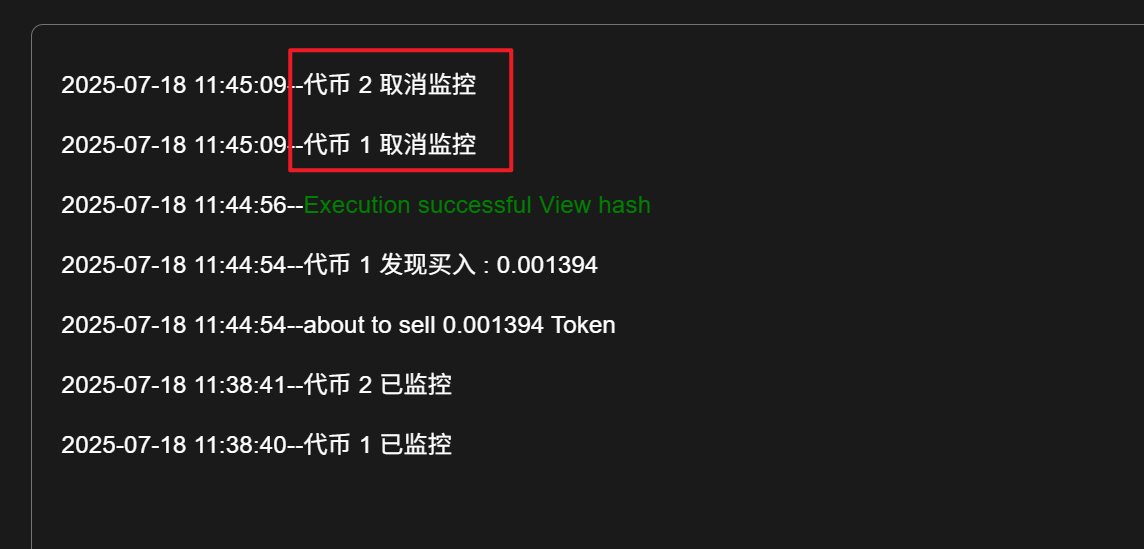 2025-07-18 11:45:09--代币 2 取消监控
2025-07-18 11:45:09--代币 1 取消监控
2025-07-18 11:44:56--Execution successful View hash
2025-07-18 11:44:54--代币 1 发现买入 : 0.001394
2025-07-18 11:44:54--about to sell 0.001394 Token
2025-07-18 11:38:41--代币 2 已监控
2025-07-18 11:38:40--代币 1 已监控